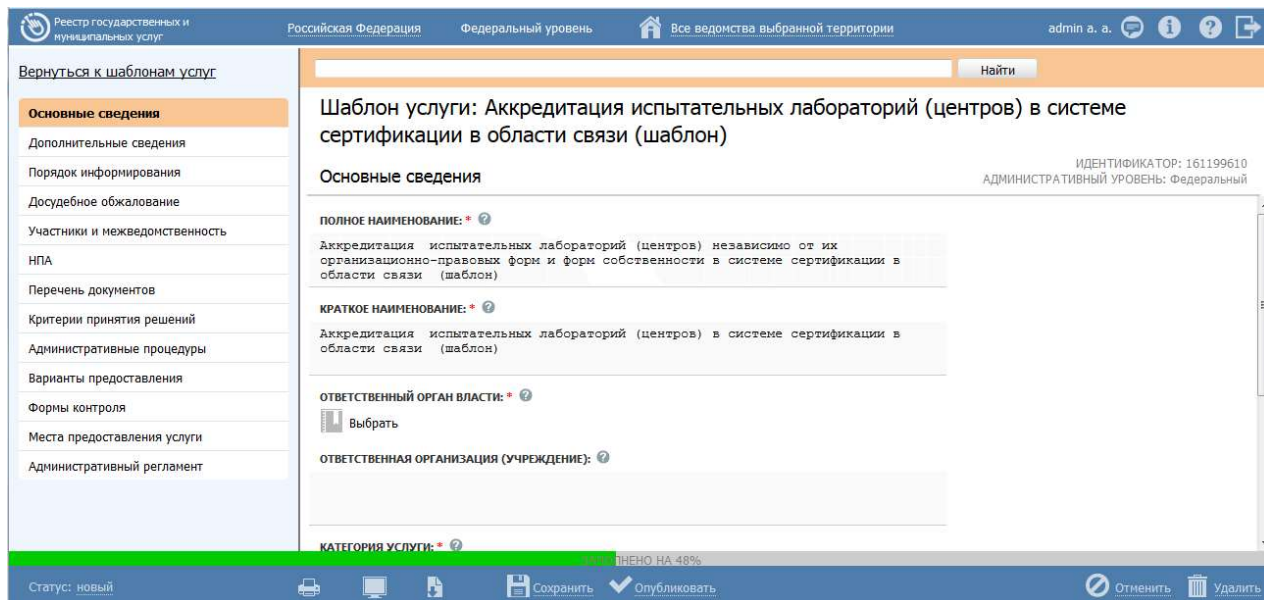 Реестр государственных и
муниципальных услуг
Российская Федерация
Федеральный уровень
Все ведомства выбранной территории
admin a. a.
Вернуться к шаблонам услуг
Найти
Основные сведения
Дополнительные сведения
Порядок информирования
Досудебное обжалование
Участники и межведомственность
НПА
Перечень документов
Критерии принятия решений
Административные процедуры
Варианты предоставления
Формы контроля
Места предоставления услуги
Административный регламент
Шаблон услуги: Аккредитация испытательных лабораторий (центров) в системе
сертификации в области связи (шаблон)
Основные сведения
ИДЕНТИФИКАТОР: 161199610
АДМИНИСТРАТИВНЫЙ УРОВЕНЬ: Федеральный
ПОЛНОЕ НАИМЕНОВАНИЕ: * ?
Аккредитация испытательных лабораторий (центров) независимо от их
организационно-правовых форм и форм собственности в системе сертификации в
области связи (шаблон)
КРАТКОЕ НАИМЕНОВАНИЕ: * ?
Аккредитация испытательных лабораторий (центров) в системе сертификации в
области связи (шаблон)
ОТВЕТСТВЕННЫЙ ОРГАН ВЛАСТИ: * ?
Выбрать
ОТВЕТСТВЕННАЯ ОРГАНИЗАЦИЯ (УЧРЕЖДЕНИЕ): ?
КАТЕГОРИЯ УСЛУГИ: * ?
ЗАПОЛНЕНО НА 48%
Статус: новый
Сохранить
Опубликовать
Отменить
Удалить